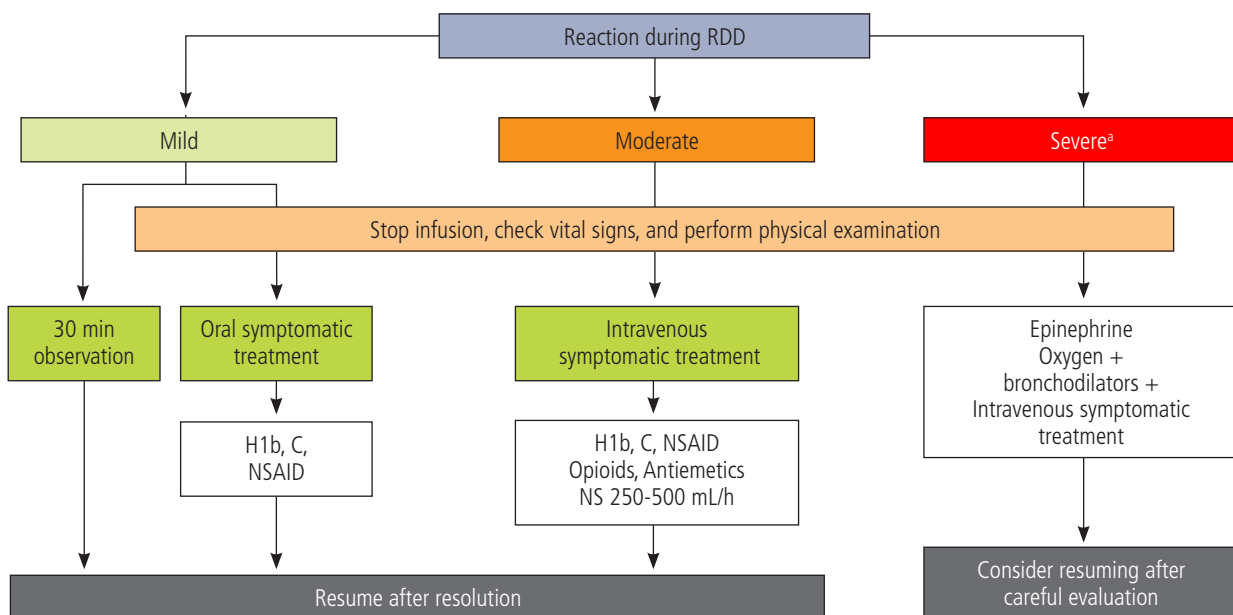 Reaction during RDD
Mild
Moderate
Severeᵃ
Stop infusion, check vital signs, and perform physical examination
30 min
observation
Oral symptomatic
treatment
Intravenous
symptomatic treatment
Epinephrine
Oxygen +
bronchodilators +
Intravenous symptomatic
treatment
H1b, C,
NSAID
H1b, C, NSAID
Opioids, Antiemetics
NS 250-500 mL/h
Resume after resolution
Consider resuming after
careful evaluation